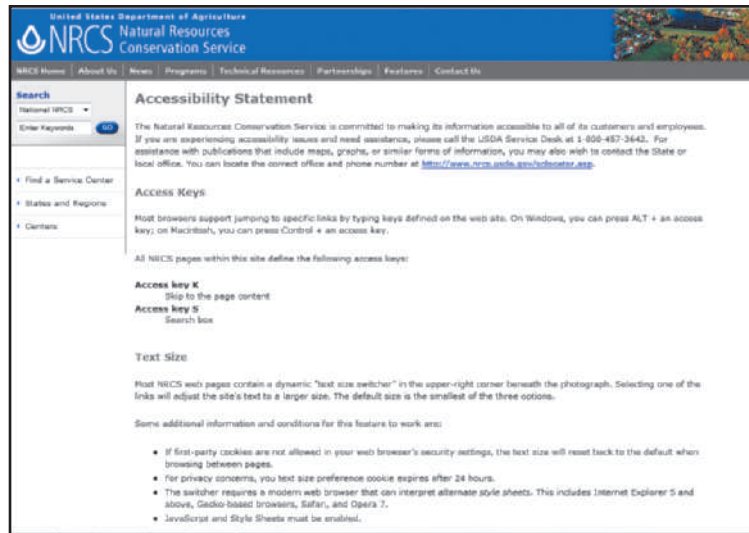 United States Department of Agriculture
NRCS Natural Resources
Conservation Service
NRCS Home | About Us | News | Programs | Technical Resources | Partnerships | Features | Contact Us
Search
National NRCS
Enter Keywords GO
Find a Service Center
States and Regions
Centers
Accessibility Statement
The Natural Resources Conservation Service is committed to making its information accessible to all of its customers and employees.
If you are experiencing accessibility issues and need assistance, please call the USDA Service Desk at 1-800-457-3642. For
assistance with publications that include maps, graphs, or similar forms of information, you may also wish to contact the State or
local office. You can locate the correct office and phone number at http://www.nrcs.usda.gov/sclocator.asp.
Access Keys
Most browsers support jumping to specific links by typing keys defined on the web site. On Windows, you can press ALT + an access
key; on Macintosh, you can press Control + an access key.
All NRCS pages within this site define the following access keys:
Access key K
Skip to the page content
Access key S
Search box
Text Size
Most NRCS web pages contain a dynamic "text size switcher" in the upper-right corner beneath the photograph. Selecting one of the
links will adjust the site's text to a larger size. The default size is the smallest of the three options.
Some additional information and conditions for this feature to work are:
• If first-party cookies are not allowed in your web browser's security settings, the text size will reset back to the default when
browsing between pages.
• For privacy concerns, you text size preference cookie expires after 24 hours.
• The switcher requires a modern web browser that can interpret alternate style sheets. This includes Internet Explorer 5 and
above, Gecko-based browsers, Safari, and Opera 7.
• JavaScript and Style Sheets must be enabled.